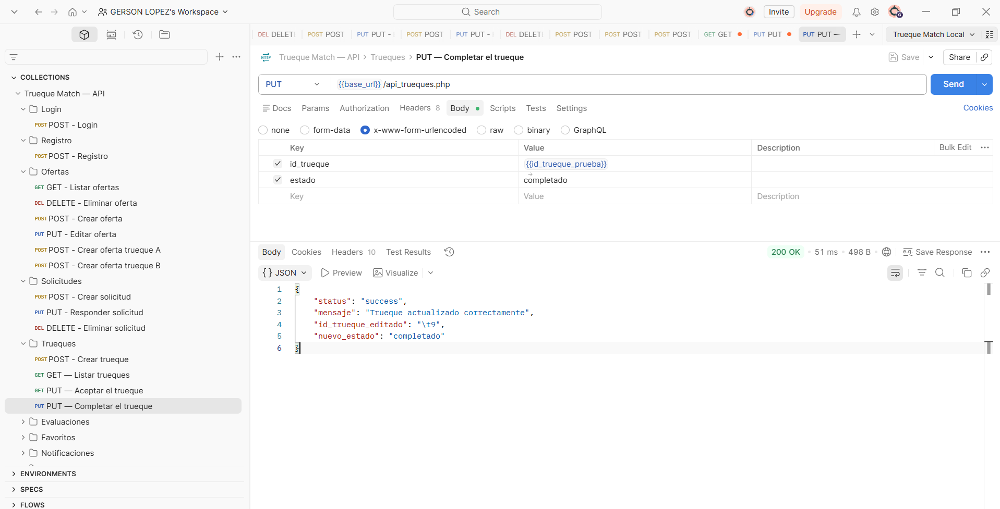 GERSON LOPEZ's Workspace
Search
Invite
Upgrade
DEL DELET
POST POST
PUT PUT -
POST POST
PUT PUT -
DEL DELET
POST POST
POST POST
POST POST
GET GET
PUT PUT
PUT PUT —
Trueque Match Local
COLLECTIONS
Trueque Match — API
Login
POST POST - Login
Registro
POST POST - Registro
Ofertas
GET GET - Listar ofertas
DEL DELETE - Eliminar oferta
POST POST - Crear oferta
PUT PUT - Editar oferta
POST POST - Crear oferta trueque A
POST POST - Crear oferta trueque B
Solicitudes
POST POST - Crear solicitud
PUT PUT - Responder solicitud
DEL DELETE - Eliminar solicitud
Trueques
POST POST - Crear trueque
GET GET — Listar trueques
GET PUT — Aceptar el trueque
PUT PUT — Completar el trueque
Evaluaciones
Favoritos
Notificaciones
ENVIRONMENTS
SPECS
FLOWS
HTTP Trueque Match — API > Trueques > PUT — Completar el trueque
Save
Share
PUT
{{base_url}} /api_trueques.php
Send
Docs Params Authorization Headers 8 Body Scripts Tests Settings
Cookies
none form-data x-www-form-urlencoded raw binary GraphQL
Key Value Description Bulk Edit
id_trueque {{id_trueque_prueba}}
estado completado
Key Value Description
Body Cookies Headers 10 Test Results
200 OK • 51 ms • 498 B • e.g. Save Response
{} JSON Preview Visualize
1 {
2 "status": "success",
3 "mensaje": "Trueque actualizado correctamente",
4 "id_trueque_editado": "\t9",
5 "nuevo_estado": "completado"
6 }